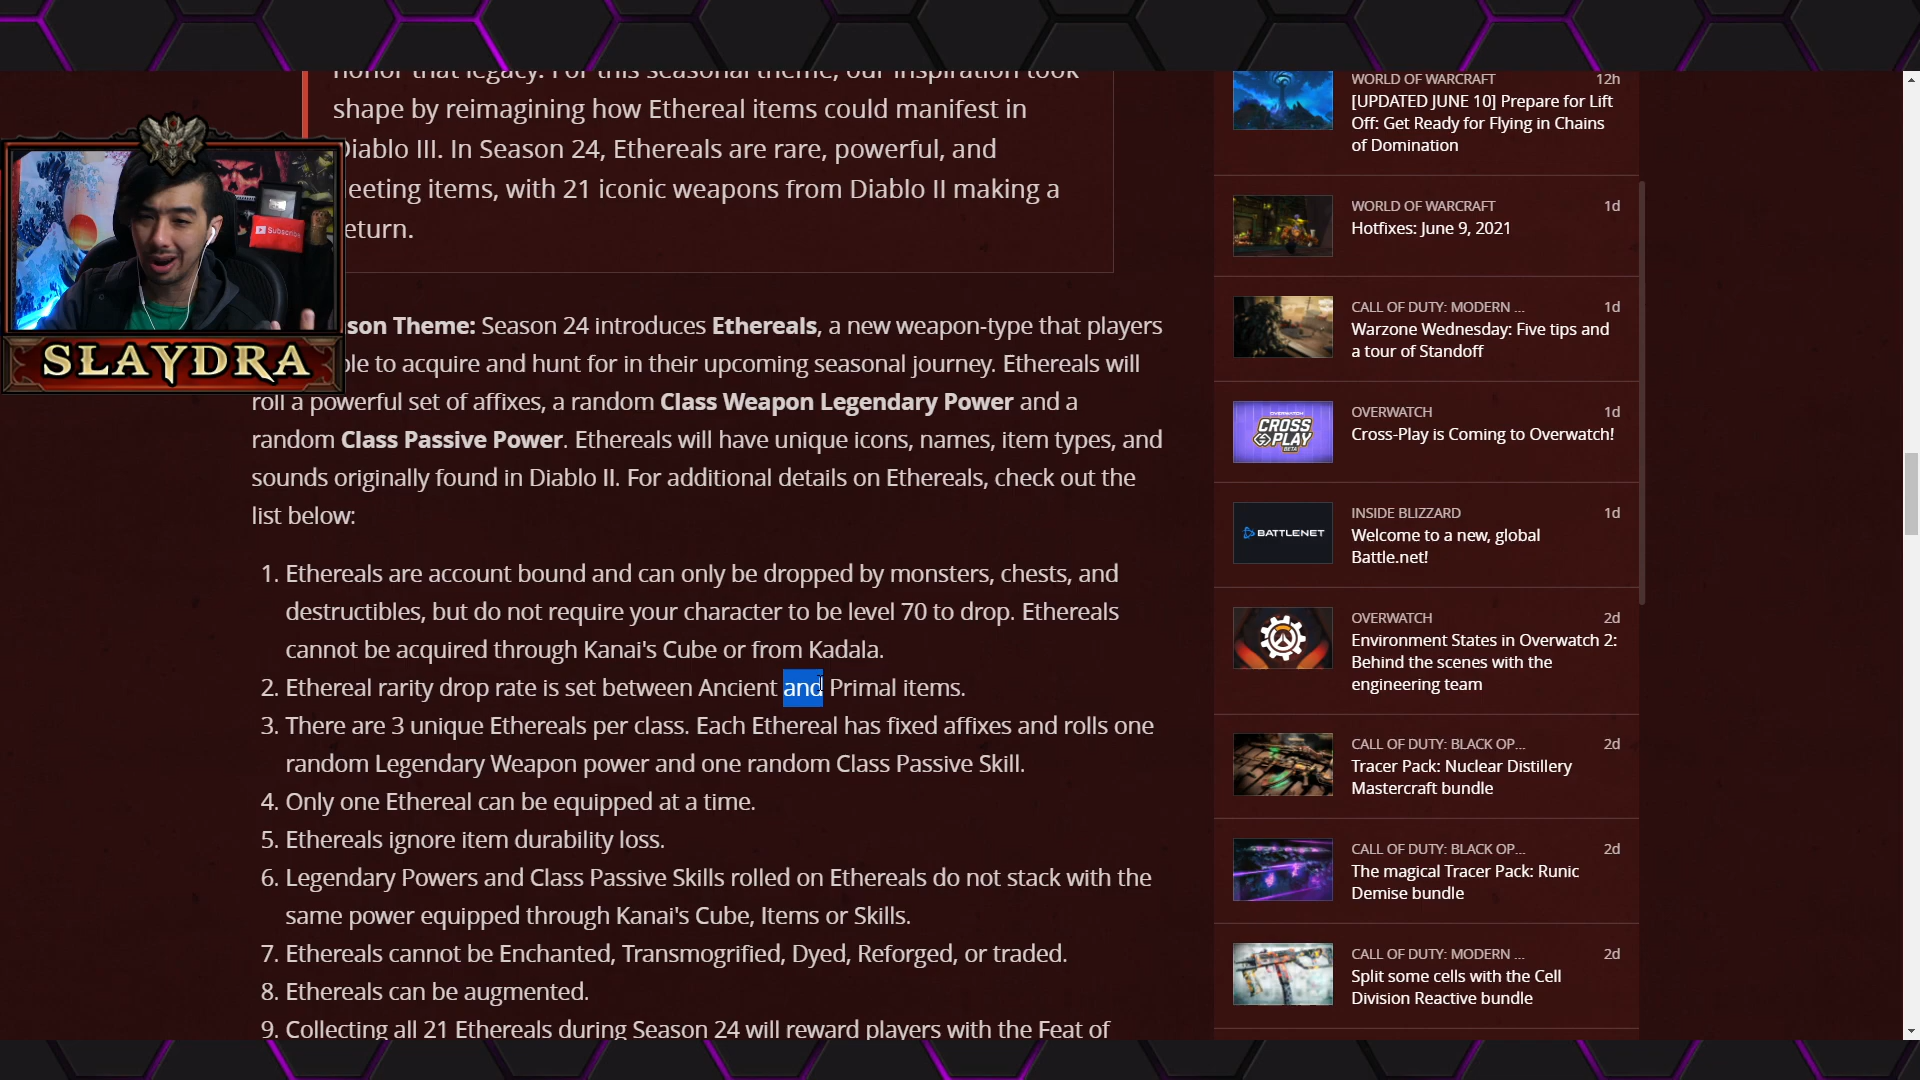 honor that legacy. For this seasonal theme, our inspiration took
shape by reimagining how Ethereal items could manifest in
Diablo III. In Season 24, Ethereals are rare, powerful, and
leeting items, with 21 iconic weapons from Diablo II making a
eturn.
Subscribe
SLAYDRA
son Theme: Season 24 introduces Ethereals, a new weapon-type that players
ble to acquire and hunt for in their upcoming seasonal journey. Ethereals will
roll a powerful set of affixes, a random Class Weapon Legendary Power and a
random Class Passive Power. Ethereals will have unique icons, names, item types, and
sounds originally found in Diablo II. For additional details on Ethereals, check out the
list below:
1. Ethereals are account bound and can only be dropped by monsters, chests, and
destructibles, but do not require your character to be level 70 to drop. Ethereals
cannot be acquired through Kanai's Cube or from Kadala.
2. Ethereal rarity drop rate is set between Ancient and Primal items.
3. There are 3 unique Ethereals per class. Each Ethereal has fixed affixes and rolls one
random Legendary Weapon power and one random Class Passive Skill.
4. Only one Ethereal can be equipped at a time.
5. Ethereals ignore item durability loss.
6. Legendary Powers and Class Passive Skills rolled on Ethereals do not stack with the
same power equipped through Kanai's Cube, Items or Skills.
7. Ethereals cannot be Enchanted, Transmogrified, Dyed, Reforged, or traded.
8. Ethereals can be augmented.
9. Collecting all 21 Ethereals during Season 24 will reward players with the Feat of
WORLD OF WARCRAFT 12h
[UPDATED JUNE 10] Prepare for Lift
Off: Get Ready for Flying in Chains
of Domination
WORLD OF WARCRAFT 1d
Hotfixes: June 9, 2021
CALL OF DUTY: MODERN ... 1d
Warzone Wednesday: Five tips and
a tour of Standoff
OVERWATCH 1d
Cross-Play is Coming to Overwatch!
OVERWATCH
CROSS
PLAY
BETA
INSIDE BLIZZARD 1d
Welcome to a new, global
Battle.net!
BATTLENET
OVERWATCH 2d
Environment States in Overwatch 2:
Behind the scenes with the
engineering team
CALL OF DUTY: BLACK OP... 2d
Tracer Pack: Nuclear Distillery
Mastercraft bundle
CALL OF DUTY: BLACK OP... 2d
The magical Tracer Pack: Runic
Demise bundle
CALL OF DUTY: MODERN ... 2d
Split some cells with the Cell
Division Reactive bundle